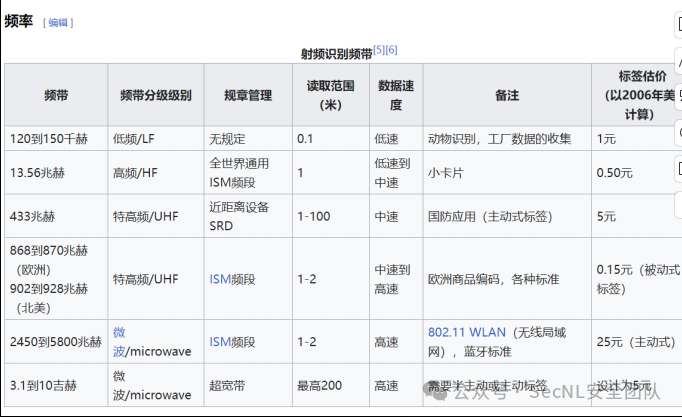 频率 [ 编辑 ]
射频识别频带[5][6]
频带 频带分级级别 规章管理 读取范围（米） 数据速度 备注 标签估价（以2006年美 计算）
120到150千赫 低频/LF 无规定 0.1 低速 动物识别，工厂数据的收集 1元
13.56兆赫 高频/HF 全世界通用ISM频段 1 低速到中速 小卡片 0.50元
433兆赫 特高频/UHF 近距离设备SRD 1-100 中速 国防应用（主动式标签） 5元
868到870兆赫（欧洲）902到928兆赫（北美） 特高频/UHF ISM频段 1-2 中速到高速 欧洲商品编码，各种标准 0.15元（被动式标签）
2450到5800兆赫 微波/microwave ISM频段 1-2 高速 802.11 WLAN（无线局域网），蓝牙标准 25元（主动式）
3.1到10吉赫 微波/microwave 超宽带 最高200 高速 需要半主动或主动标签 设计为5元
公众号 · SecNL安全团队